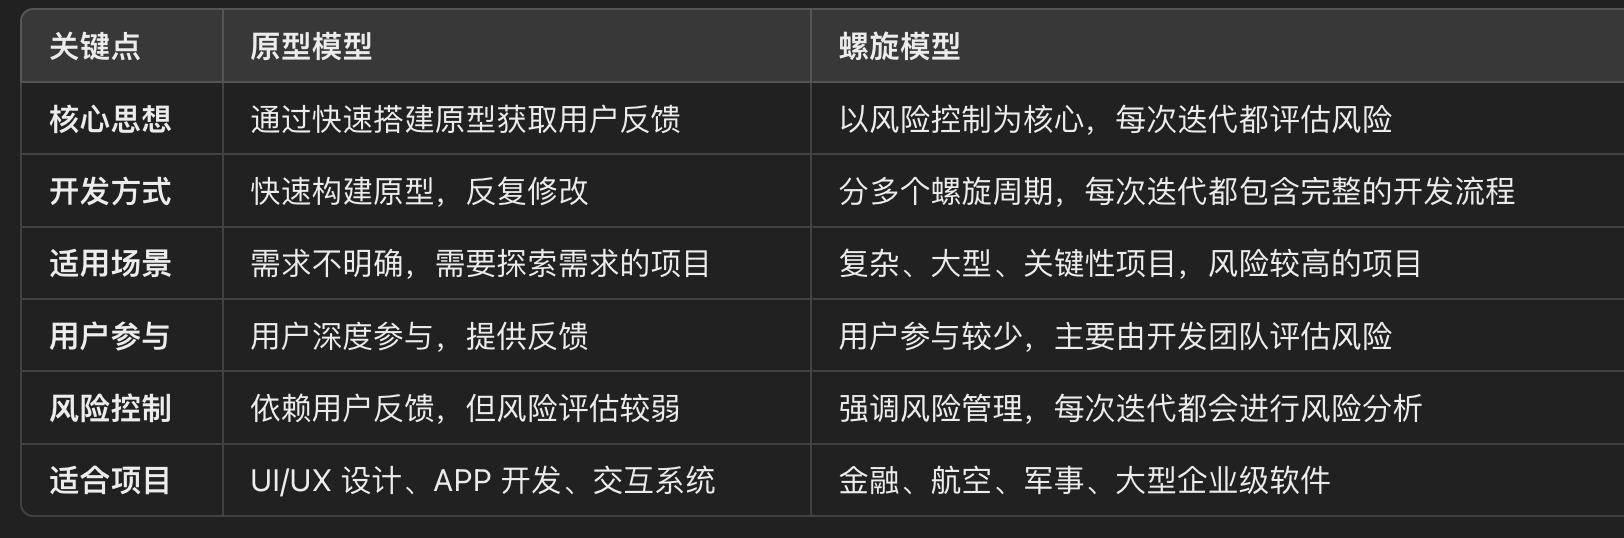 关键点 原型模型 螺旋模型
核心思想 通过快速搭建原型获取用户反馈 以风险控制为核心，每次迭代都评估风险
开发方式 快速构建原型，反复修改 分多个螺旋周期，每次迭代都包含完整的开发流程
适用场景 需求不明确，需要探索需求的项目 复杂、大型、关键性项目，风险较高的项目
用户参与 用户深度参与，提供反馈 用户参与较少，主要由开发团队评估风险
风险控制 依赖用户反馈，但风险评估较弱 强调风险管理，每次迭代都会进行风险分析
适合项目 UI/UX 设计、APP 开发、交互系统 金融、航空、军事、大型企业级软件